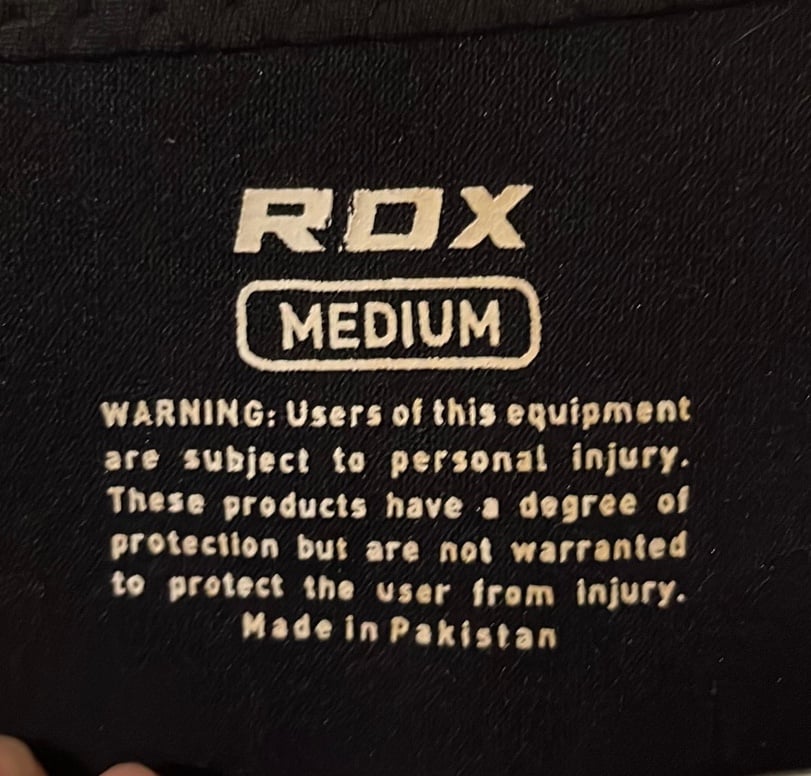 RDX
MEDIUM
WARNING: Users of this equipment
are subject to personal injury.
These products have a degree of
protection but are not warranted
to protect the user from injury.
Made in Pakistan